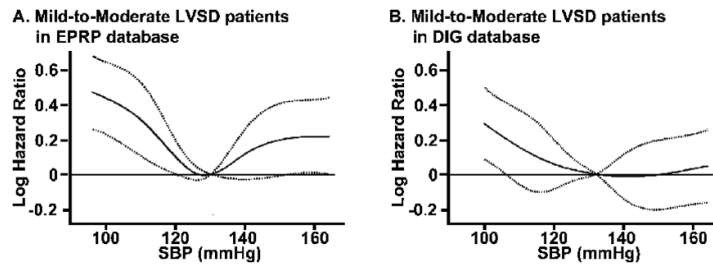 A. Mild-to-Moderate LVSD patients
in EPRP database
B. Mild-to-Moderate LVSD patients
in DIG database
Log Hazard Ratio
0.6
0.4
0.2
0
-0.2
100
120
140
160
SBP (mmHg)
Log Hazard Ratio
0.6
0.4
0.2
0
-0.2
100
120
140
160
SBP (mmHg)